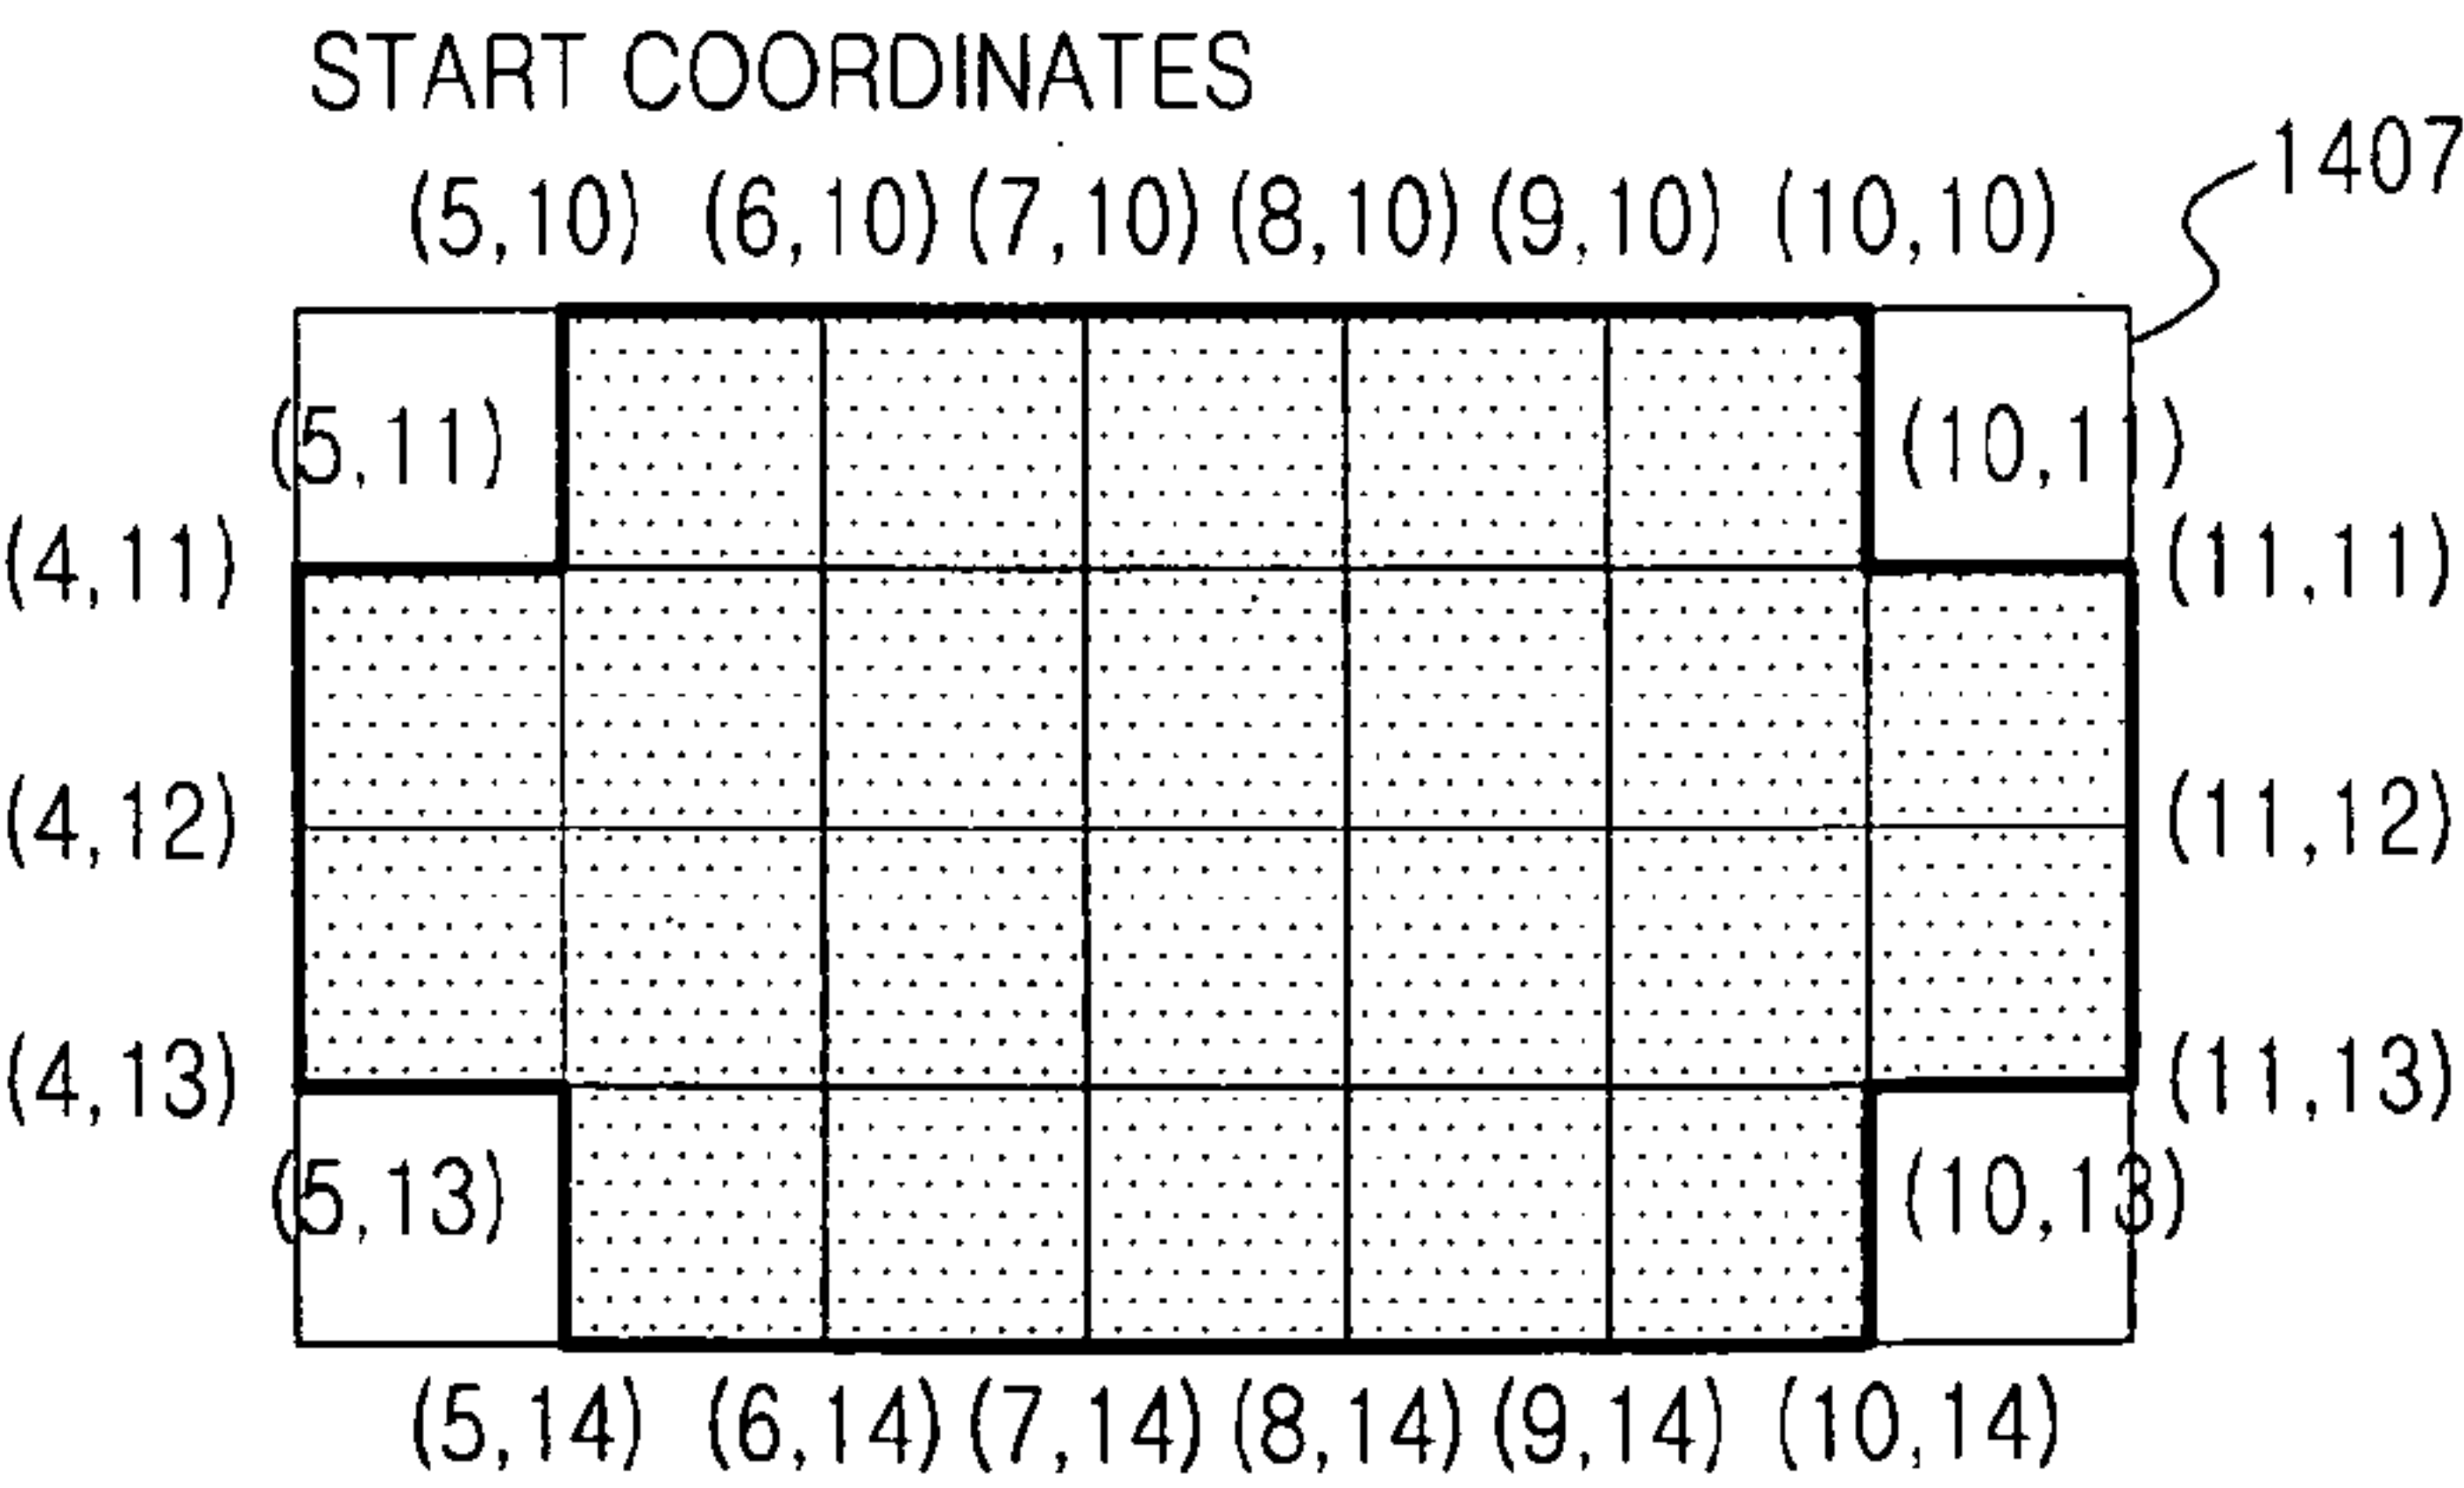 START COORDINATES
1407
(5,10) (6,10) (7,10) (8,10) (9,10) (10,10)
(5,11) (10,11)
(4,11) (11,11)
(4,12) (11,12)
(4,13) (11,13)
(5,13) (10,13)
(5,14) (6,14) (7,14) (8,14) (9,14) (10,14)